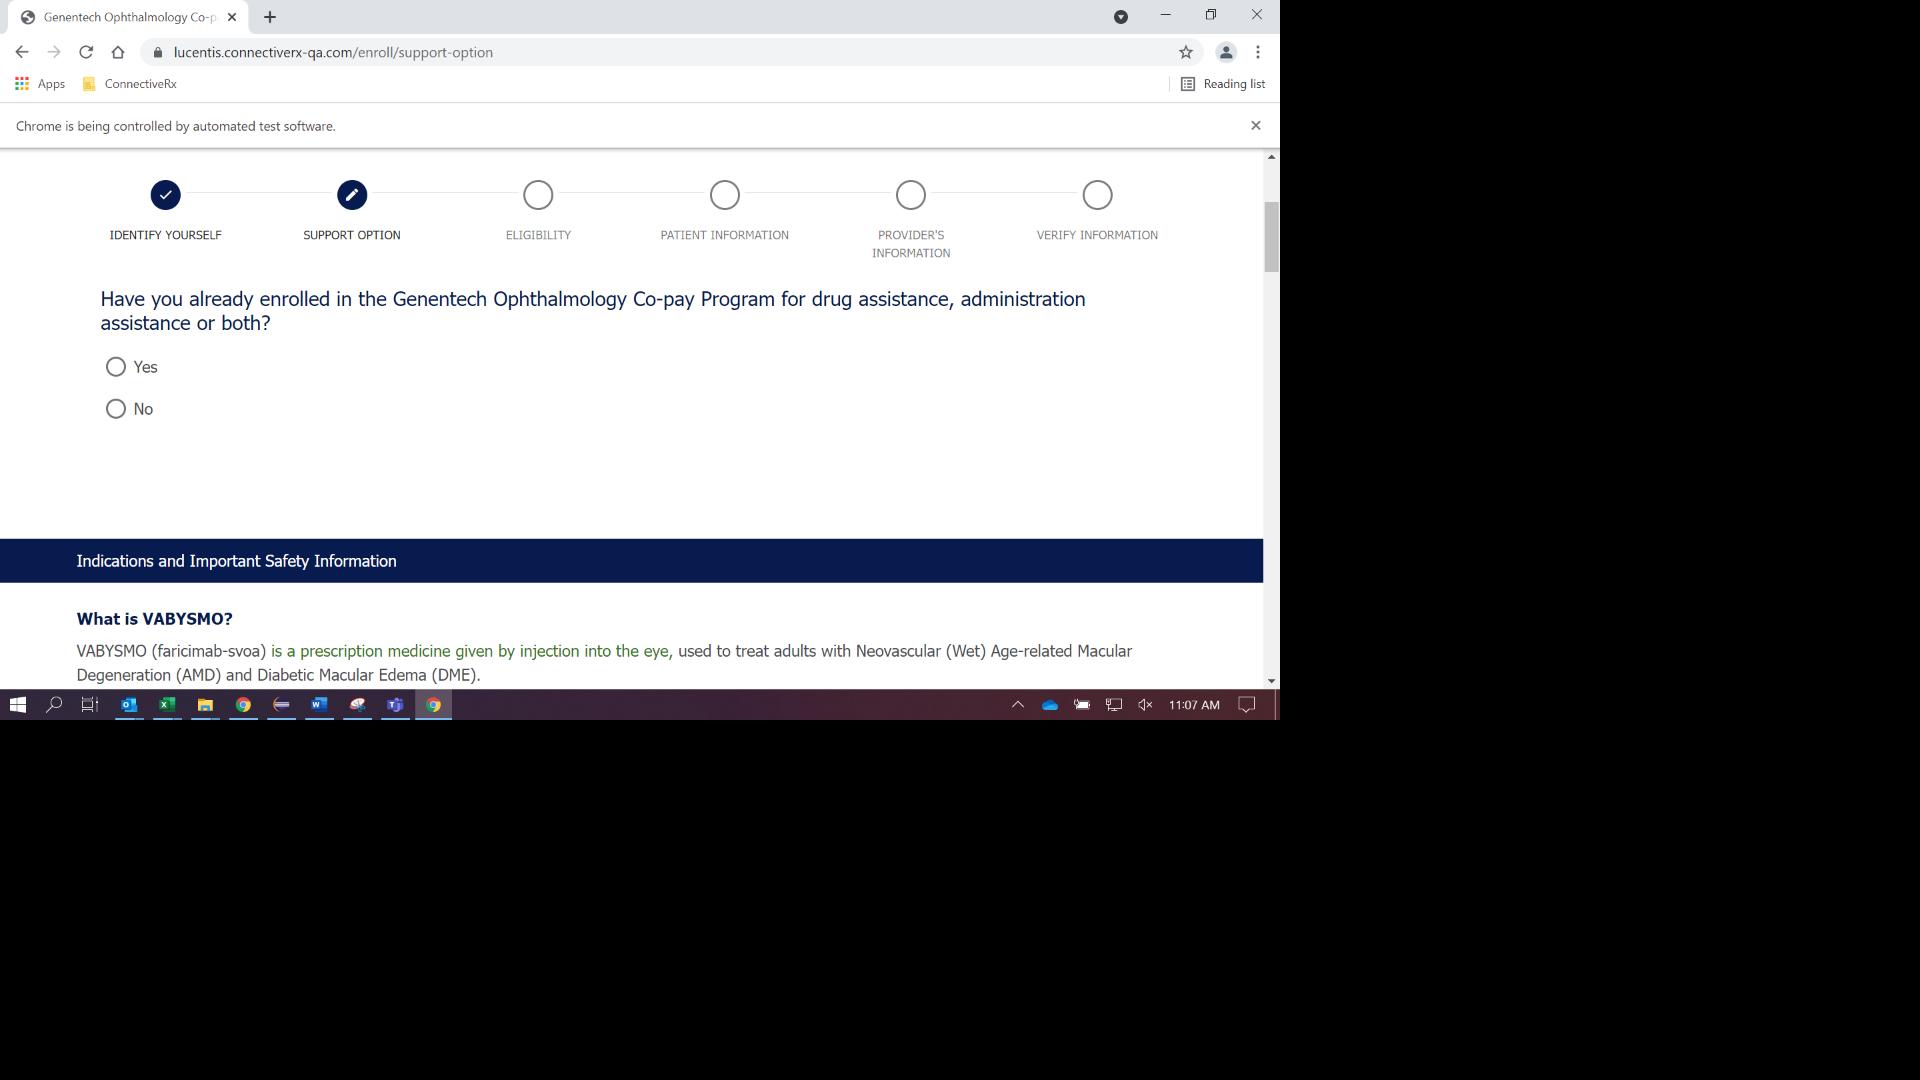 Genentech Ophthalmology Co-p
lucentis.connectiverx-qa.com/enroll/support-option
Apps
ConnectiveRx
Reading list
Chrome is being controlled by automated test software.
IDENTIFY YOURSELF
SUPPORT OPTION
ELIGIBILITY
PATIENT INFORMATION
PROVIDER'S
INFORMATION
VERIFY INFORMATION
Have you already enrolled in the Genentech Ophthalmology Co-pay Program for drug assistance, administration
assistance or both?
Yes
No
Indications and Important Safety Information
What is VABYSMO?
VABYSMO (faricimab-svoa) is a prescription medicine given by injection into the eye, used to treat adults with Neovascular (Wet) Age-related Macular
Degeneration (AMD) and Diabetic Macular Edema (DME).
11:07 AM